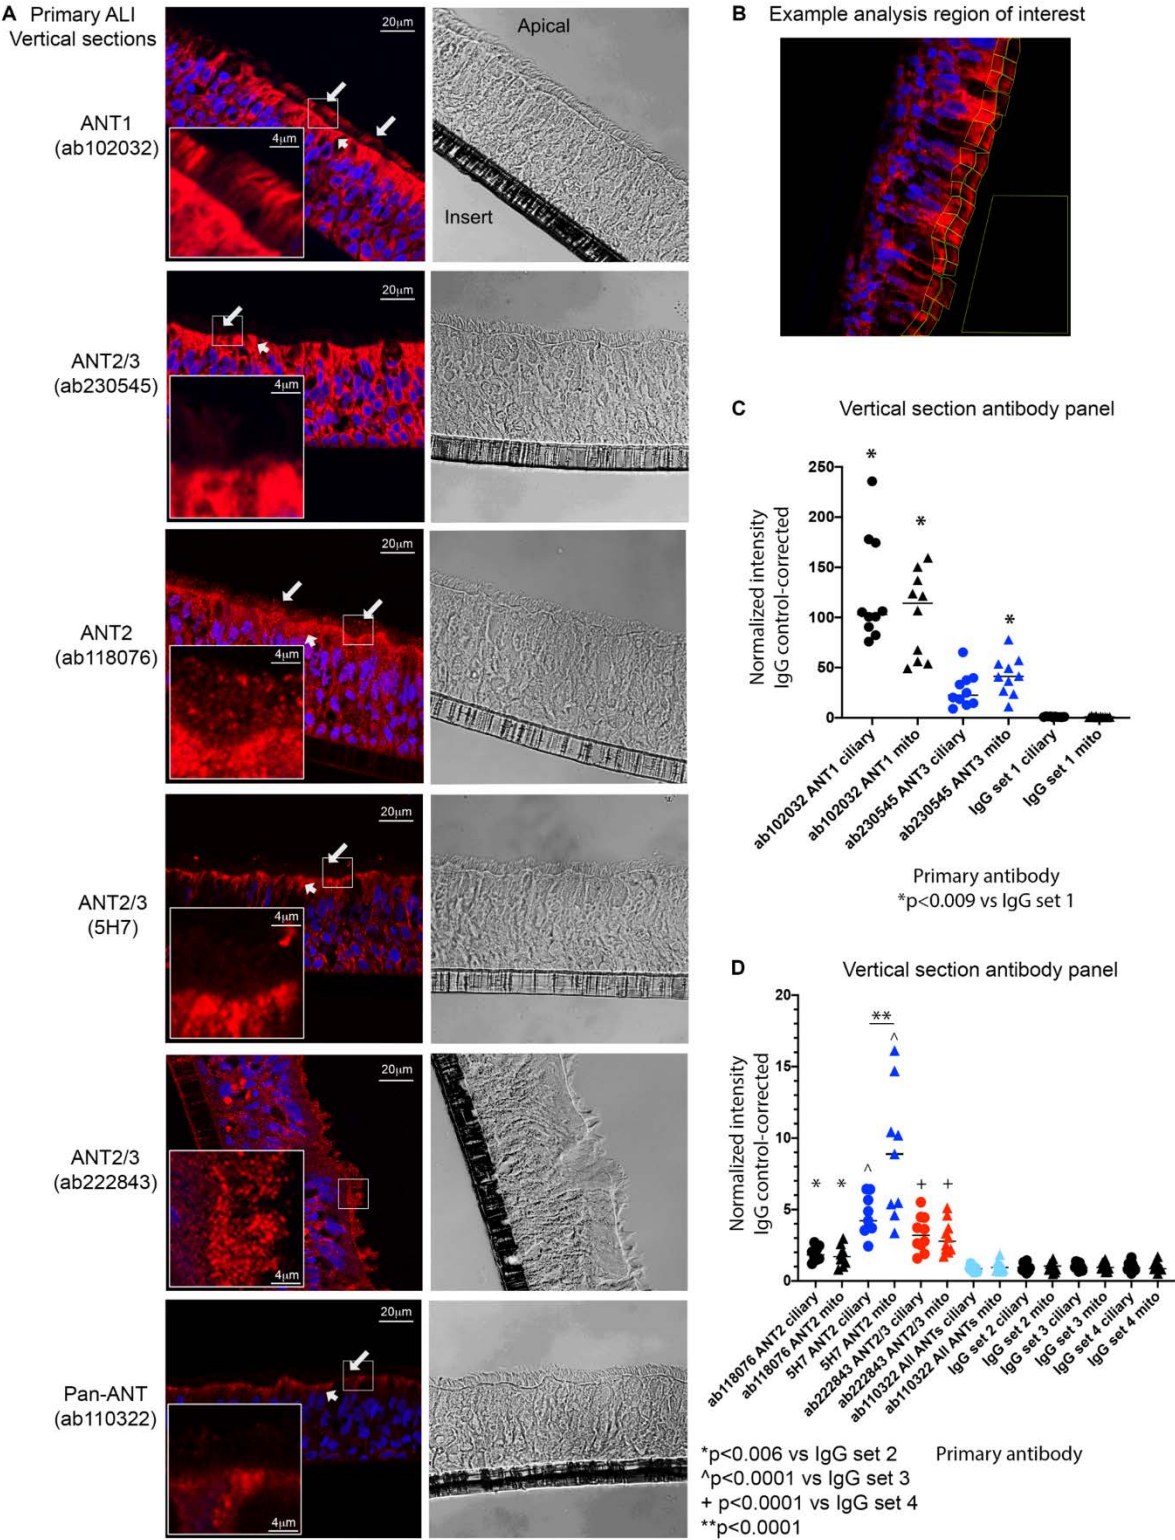 A
Primary ALI
Vertical sections
20μm
Apical
ANT1
(ab102032)
4μm
Insert
20μm
ANT2/3
(ab230545)
4μm
20μm
ANT2
(ab118076)
4μm
20μm
ANT2/3
(5H7)
4μm
20μm
ANT2/3
(ab222843)
4μm
20μm
Pan-ANT
(ab110322)
4μm
B
Example analysis region of interest
C
Vertical section antibody panel
Normalized intensity
IgG control-corrected
250
200
150
100
50
0
*
*
*
ab102032 ANT1 ciliary
ab102032 ANT1 mito
ab230545 ANT3 ciliary
ab230545 ANT3 mito
IgG set 1 ciliary
IgG set 1 mito
Primary antibody
*p<0.009 vs IgG set 1
D
Vertical section antibody panel
Normalized intensity
IgG control-corrected
20
15
10
5
0
*
*
^
**
^
+
+
ab118076 ANT2 ciliary
ab118076 ANT2 mito
5H7 ANT2 ciliary
5H7 ANT2 mito
ab222843 ANT2/3 ciliary
ab222843 ANT2/3 mito
ab110322 All ANTs ciliary
ab110322 All ANTs mito
IgG set 2 ciliary
IgG set 2 mito
IgG set 3 ciliary
IgG set 3 mito
IgG set 4 ciliary
IgG set 4 mito
Primary antibody
*p<0.006 vs IgG set 2
^p<0.0001 vs IgG set 3
+ p<0.0001 vs IgG set 4
**p<0.0001